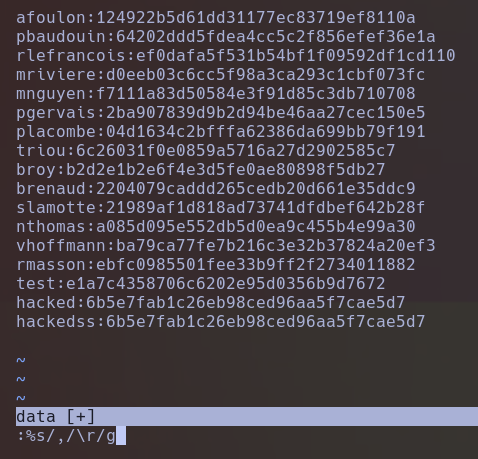 afoulon:124922b5d61dd31177ec83719ef8110a
pbaudouin:64202ddd5fdea4cc5c2f856efef36e1a
rlefrancois:ef0dafa5f531b54bf1f09592df1cd110
mriviere:d0eeb03c6cc5f98a3ca293c1cbf073fc
mnguyen:f7111a83d50584e3f91d85c3db710708
pgervais:2ba907839d9b2d94be46aa27cec150e5
placombe:04d1634c2bfffa62386da699bb79f191
triou:6c26031f0e0859a5716a27d2902585c7
broy:b2d2e1b2e6f4e3d5fe0ae80898f5db27
brenaud:2204079caddd265cedb20d661e35ddc9
slamotte:21989af1d818ad73741dfdbef642b28f
nthomas:a085d095e552db5d0ea9c455b4e99a30
vhoffmann:ba79ca77fe7b216c3e32b37824a20ef3
rmasson:ebfc0985501fee33b9ff2f2734011882
test:e1a7c4358706c6202e95d0356b9d7672
hacked:6b5e7fab1c26eb98ced96aa5f7cae5d7
hackedss:6b5e7fab1c26eb98ced96aa5f7cae5d7
~
~
~
data [+]
:%s/,/\r/g